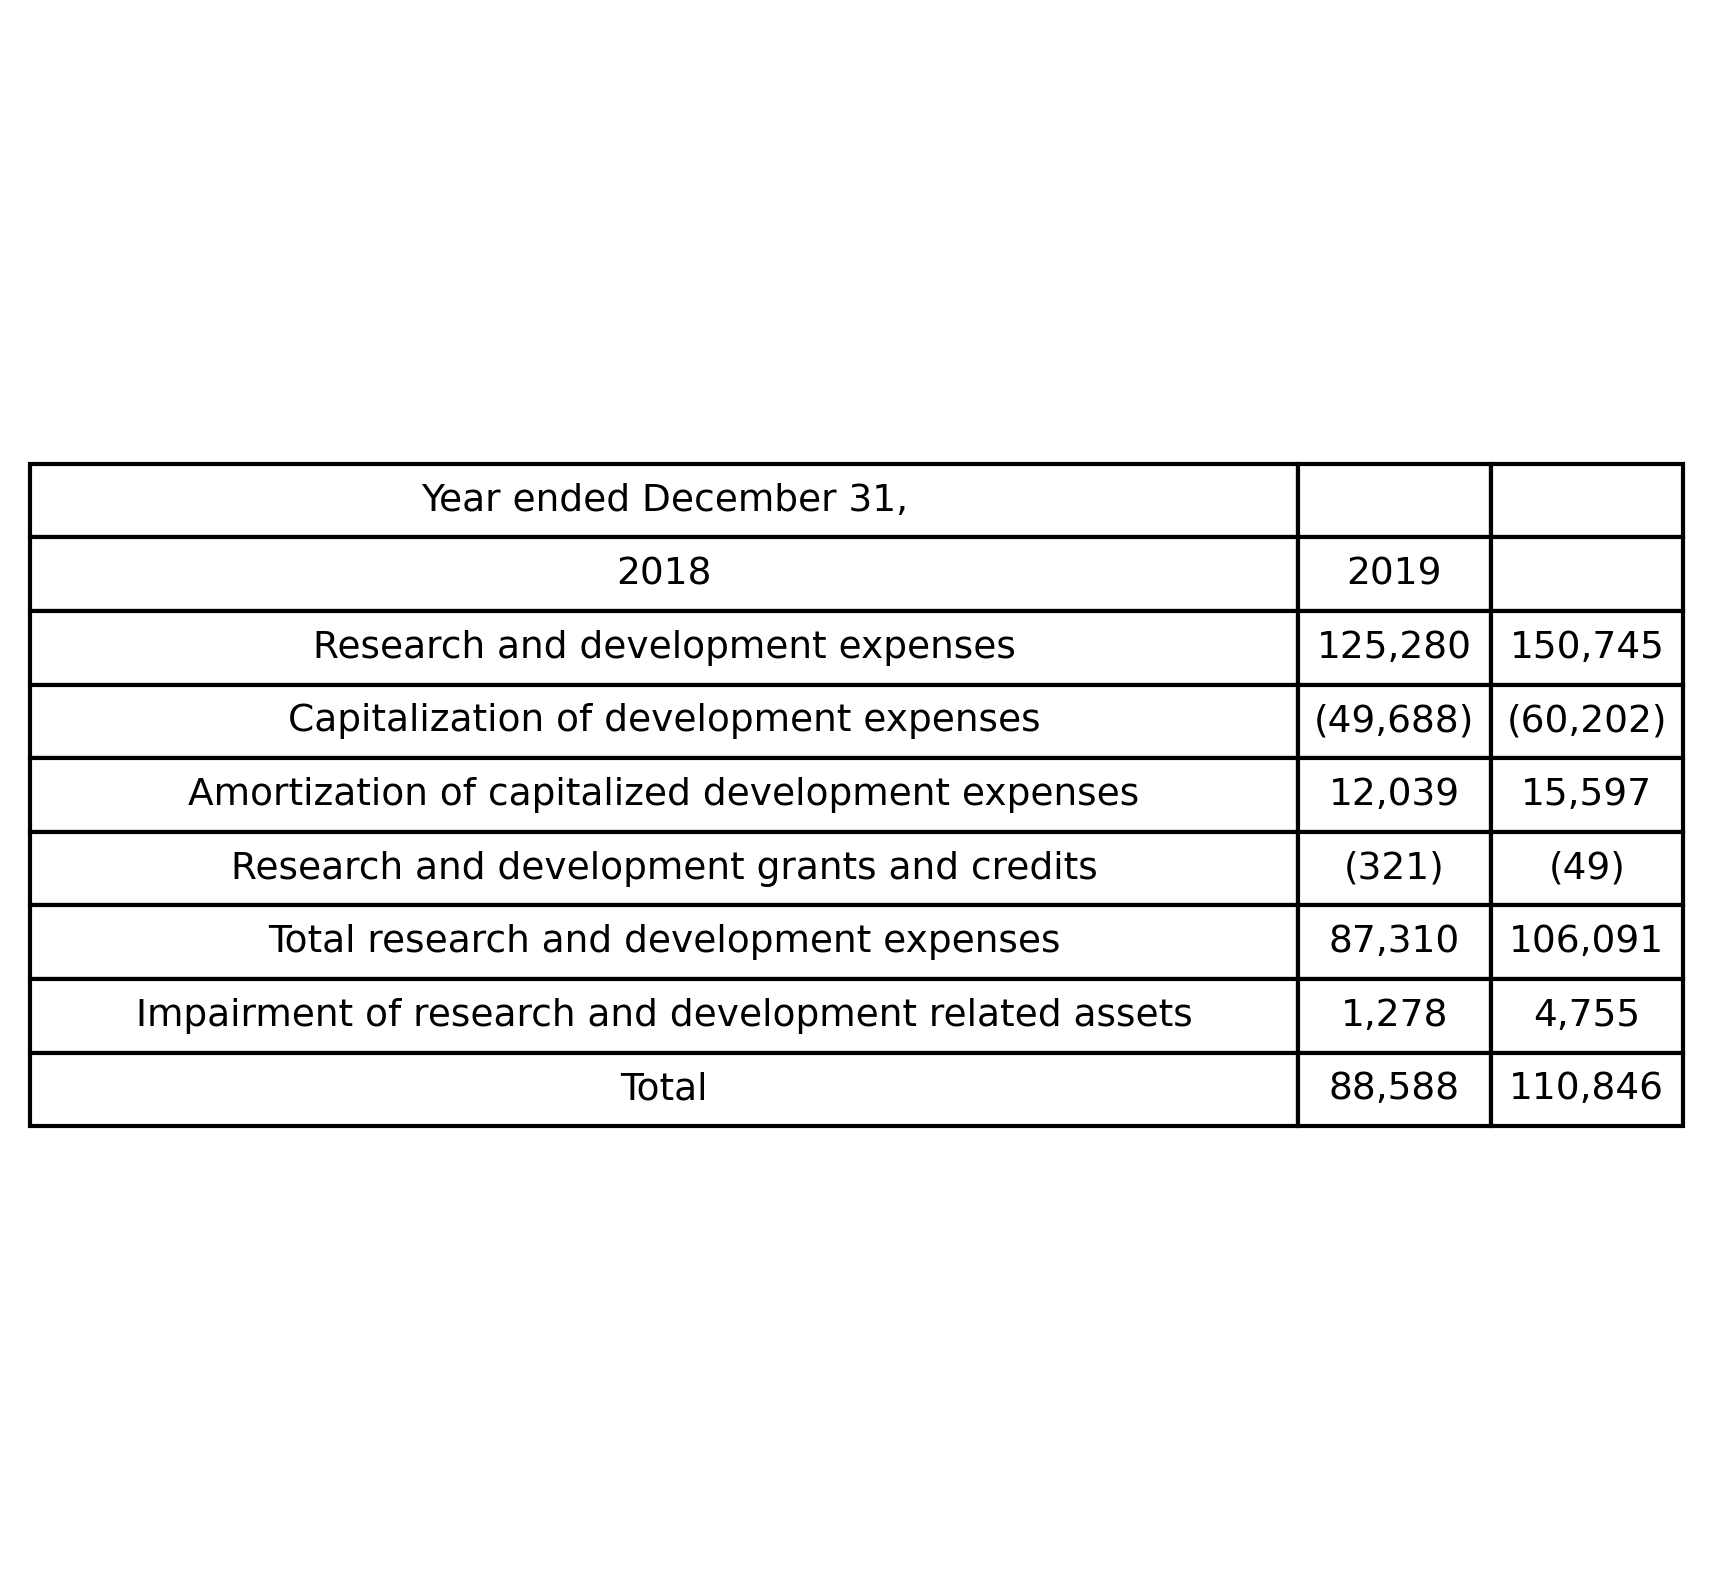 Year ended December 31,
2018 2019
Research and development expenses 125,280 150,745
Capitalization of development expenses (49,688) (60,202)
Amortization of capitalized development expenses 12,039 15,597
Research and development grants and credits (321) (49)
Total research and development expenses 87,310 106,091
Impairment of research and development related assets 1,278 4,755
Total 88,588 110,846